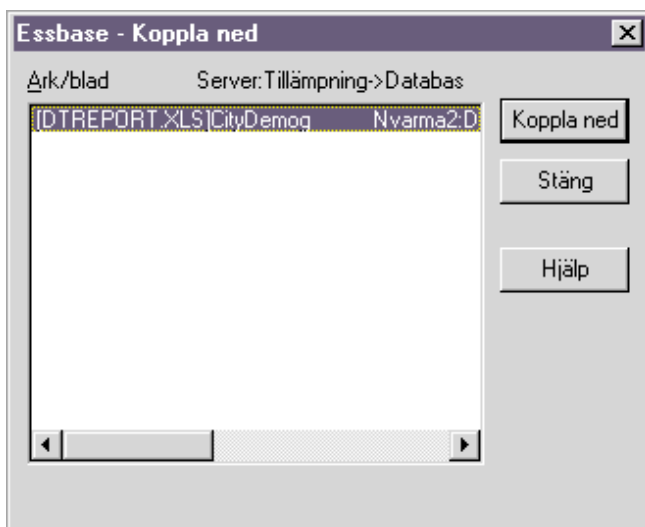 Essbase - Koppla ned
Ark/blad Server:Tillämpning->Databas
[DTREPORT.XLS]CityDemog Nvarma2:D
Koppla ned
Stäng
Hjälp